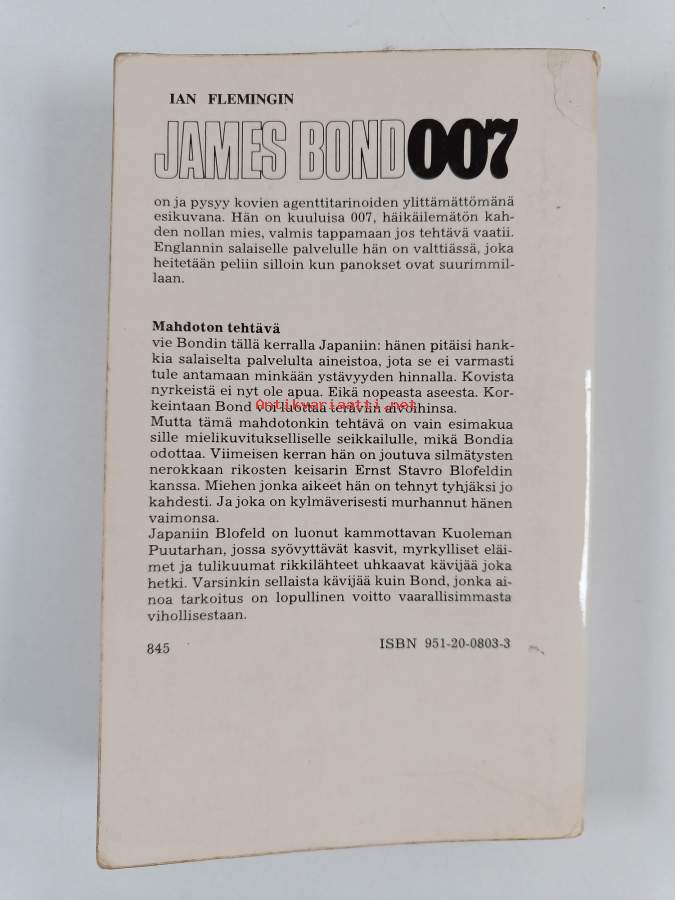 IAN FLEMINGIN
JAMES BOND 007
on ja pysyy kovien agenttitarinoiden ylittämättömänä
esikuvana. Hän on kuuluisa 007, häikäilemätön kah-
den nollan mies, valmis tappamaan jos tehtävä vaatii.
Englannin salaiselle palvelulle hän on valttiässä, joka
heitetään peliin silloin kun panokset ovat suurimmil-
laan.
Mahdoton tehtävä
vie Bondin tällä kerralla Japaniin: hänen pitäisi hank-
kia salaiselta palvelulta aineistoa, jota se ei varmasti
tule antamaan minkään ystävyyden hinnalla. Kovista
nyrkeistä ei nyt ole apua. Eikä nopeasta aseesta. Kor-
keintaan Bond voi luottaa teräviin aivoihinsa.
Antikvariaatti.net
Mutta tämä mahdotonkin tehtävä on vain esimakua
sille mielikuvitukselliselle seikkailulle, mikä Bondia
odottaa. Viimeisen kerran hän on joutuva silmätysten
nerokkaan rikosten keisarin Ernst Stavro Blofeldin
kanssa. Miehen jonka aikeet hän on tehnyt tyhjäksi jo
kahdesti. Ja joka on kylmäverisesti murhannut hänen
vaimonsa.
Japaniin Blofeld on luonut kammottavan Kuoleman
Puutarhan, jossa syövyttävät kasvit, myrkylliset eläi-
met ja tulikuumat rikkilähteet uhkaavat kävijää joka
hetki. Varsinkin sellaista kävijää kuin Bond, jonka ai-
noa tarkoitus on lopullinen voitto vaarallisimmasta
vihollisestaan.
845
ISBN 951-20-0803-3